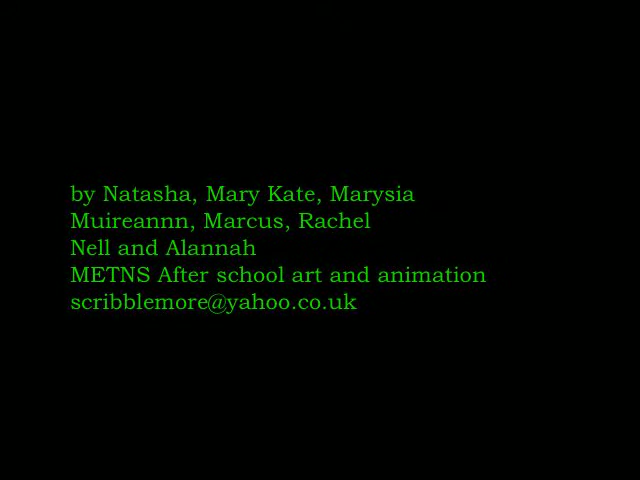 by Natasha, Mary Kate, Marysia
Muireannn, Marcus, Rachel
Nell and Alannah
METNS After school art and animation
scribblemore@yahoo.co.uk